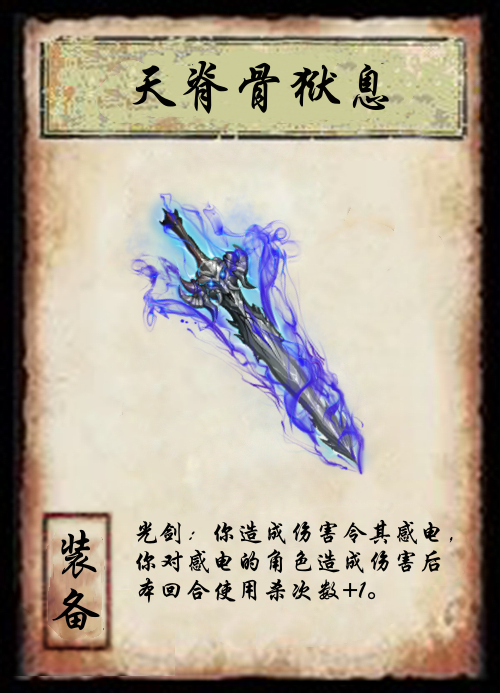 天脊骨狱息
光剑：你造成伤害令其感电，
你对感电的角色造成伤害后
本回合使用杀次数+1。
装备